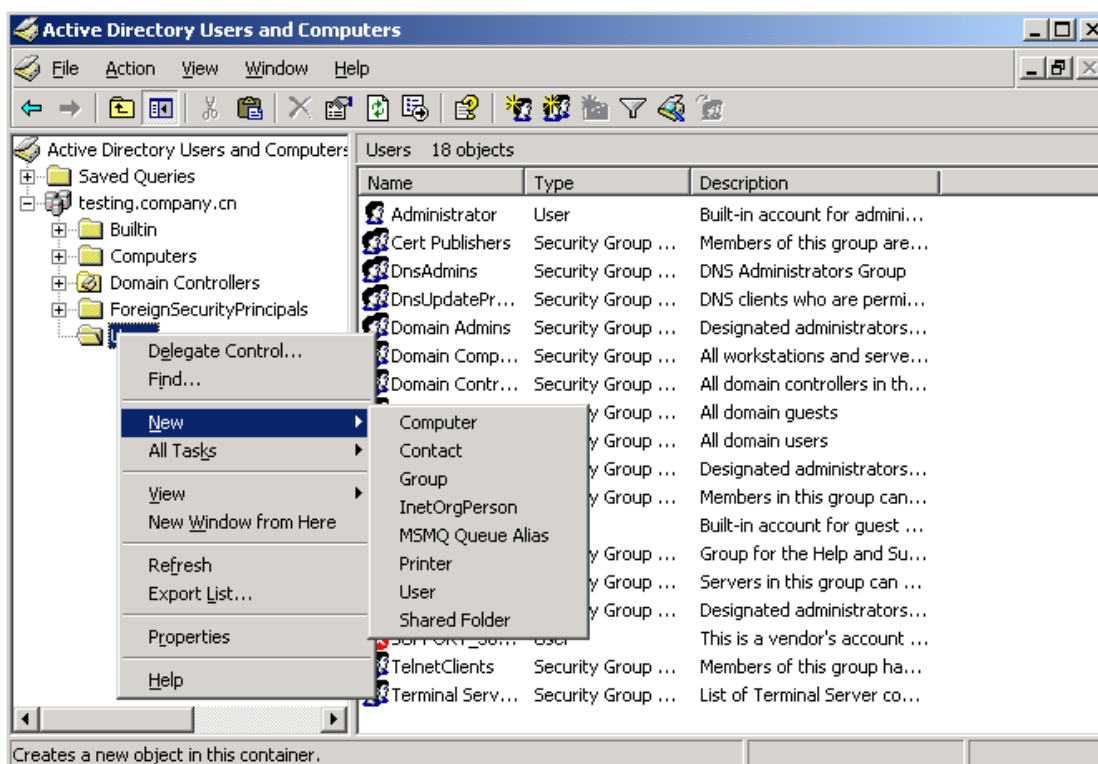 Active Directory Users and Computers
File Action View Window Help
Active Directory Users and Computers
Saved Queries
testing.company.cn
Builtin
Computers
Domain Controllers
ForeignSecurityPrincipals
Delegate Control...
Find...
New
All Tasks
View
New Window from Here
Refresh
Export List...
Properties
Help
Computer
Contact
Group
InetOrgPerson
MSMQ Queue Alias
Printer
User
Shared Folder
Users 18 objects
Name Type Description
Administrator User Built-in account for admini...
Cert Publishers Security Group ... Members of this group are...
DnsAdmins Security Group ... DNS Administrators Group
DnsUpdatePr... Security Group ... DNS clients who are permi...
Domain Admins Security Group ... Designated administrators...
Domain Comp... Security Group ... All workstations and serve...
Domain Contr... Security Group ... All domain controllers in th...
y Group ... All domain guests
y Group ... All domain users
y Group ... Designated administrators...
y Group ... Members in this group can...
Built-in account for guest ...
y Group ... Group for the Help and Su...
y Group ... Servers in this group can ...
y Group ... Designated administrators...
This is a vendor's account ...
TelnetClients Security Group ... Members of this group ha...
Terminal Serv... Security Group ... List of Terminal Server co...
Creates a new object in this container.